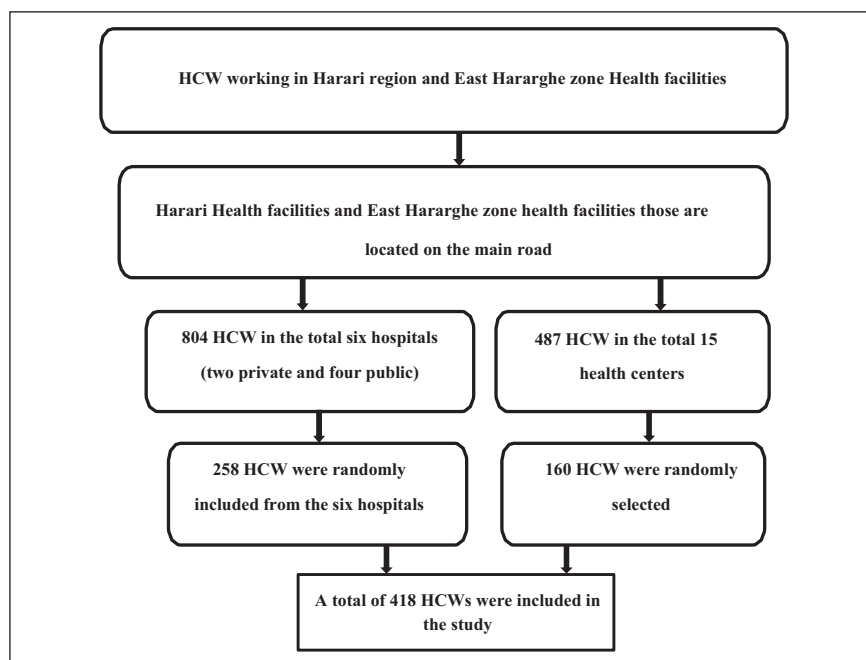 HCW working in Harari region and East Hararghe zone Health facilities
Harari Health facilities and East Hararghe zone health facilities those are
located on the main road
804 HCW in the total six hospitals
(two private and four public)
487 HCW in the total 15
health centers
258 HCW were randomly
included from the six hospitals
160 HCW were randomly
selected
A total of 418 HCWs were included in
the study